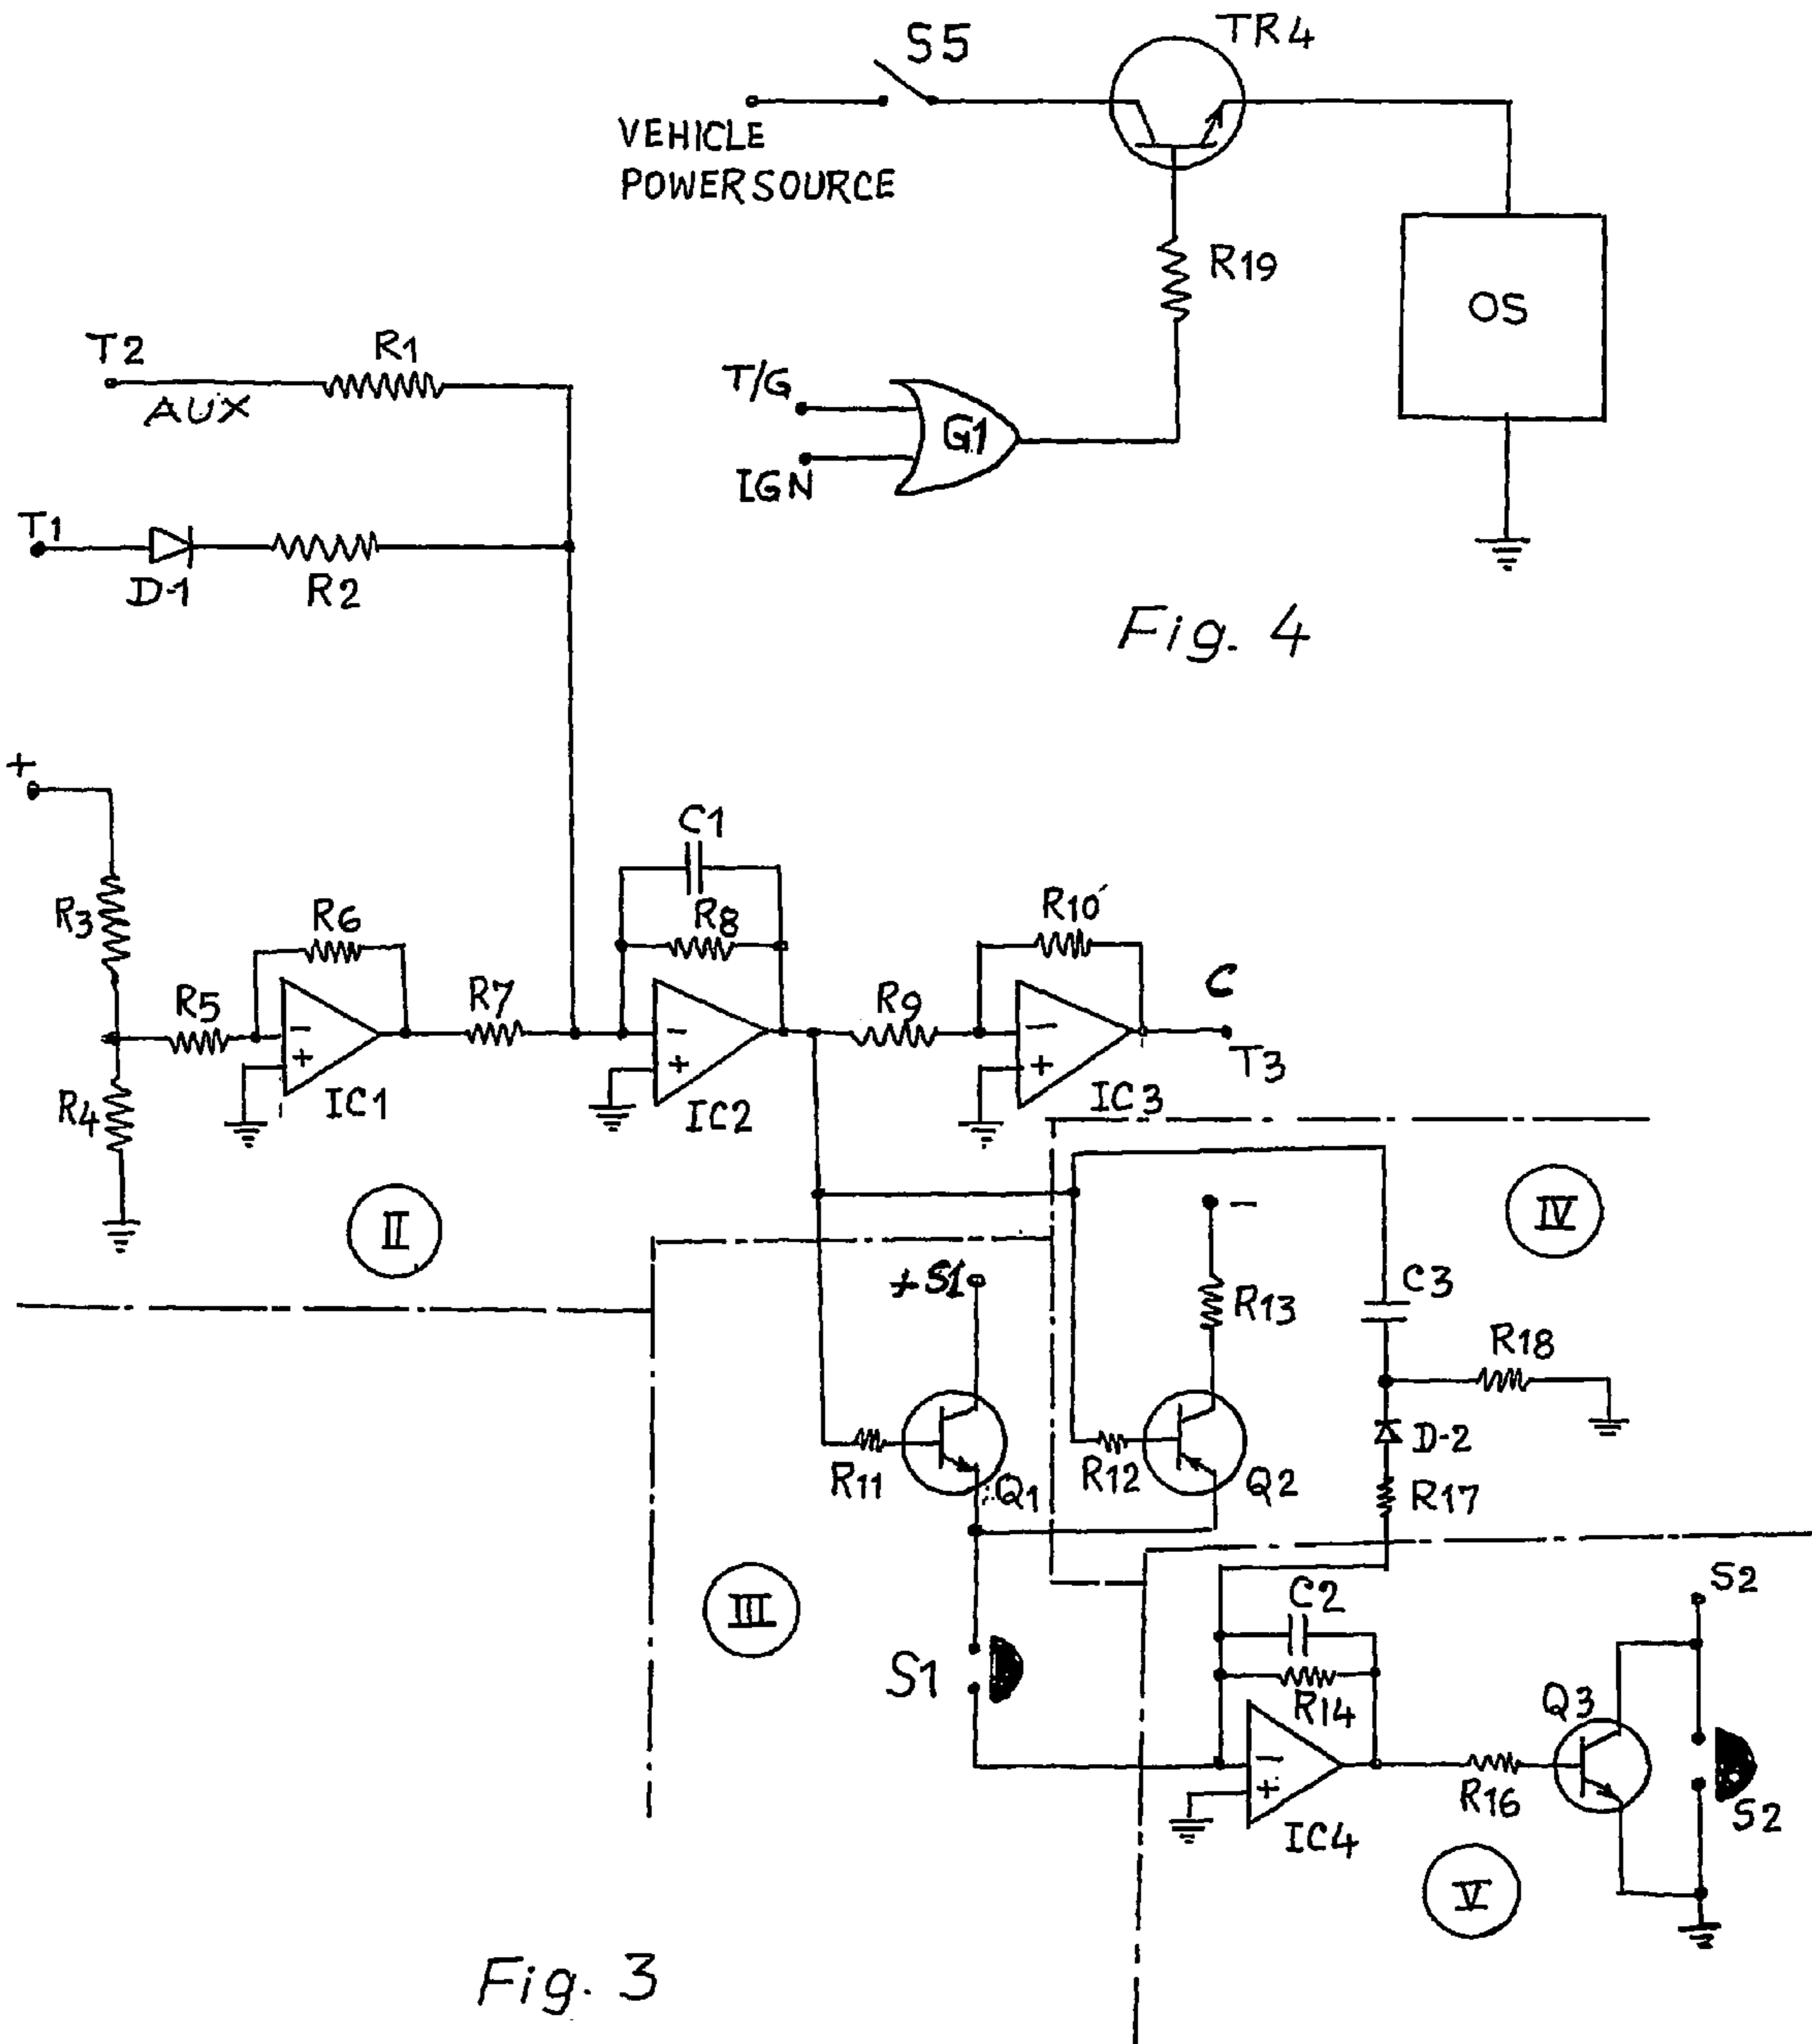 S5
TR4
VEHICLE
POWER SOURCE
R19
OS
T2
R1
AUX
T/G
G1
IGN
T1
D-1
R2
Fig. 4
+
C1
R3
R6
R8
R10
R5
R7
R9
C
-
-
-
+
+
+
T3
R4
IC1
IC2
IC3
II
IV
-
+S1
R13
C3
R18
R11
Q1
R12
Q2
D-2
R17
III
C2
S2
S1
R14
Q3
-
+
R16
S2
IC4
V
Fig. 3